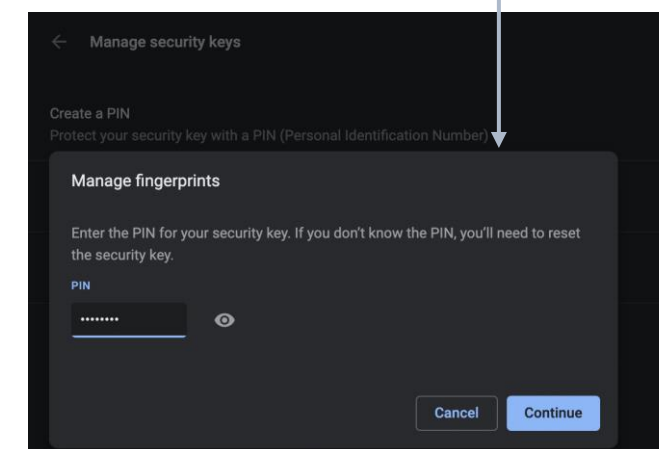 Manage security keys
Create a PIN
Protect your security key with a PIN (Personal Identification Number)
Manage fingerprints
Enter the PIN for your security key. If you don't know the PIN, you'll need to reset
the security key.
PIN
••••••••
Cancel Continue